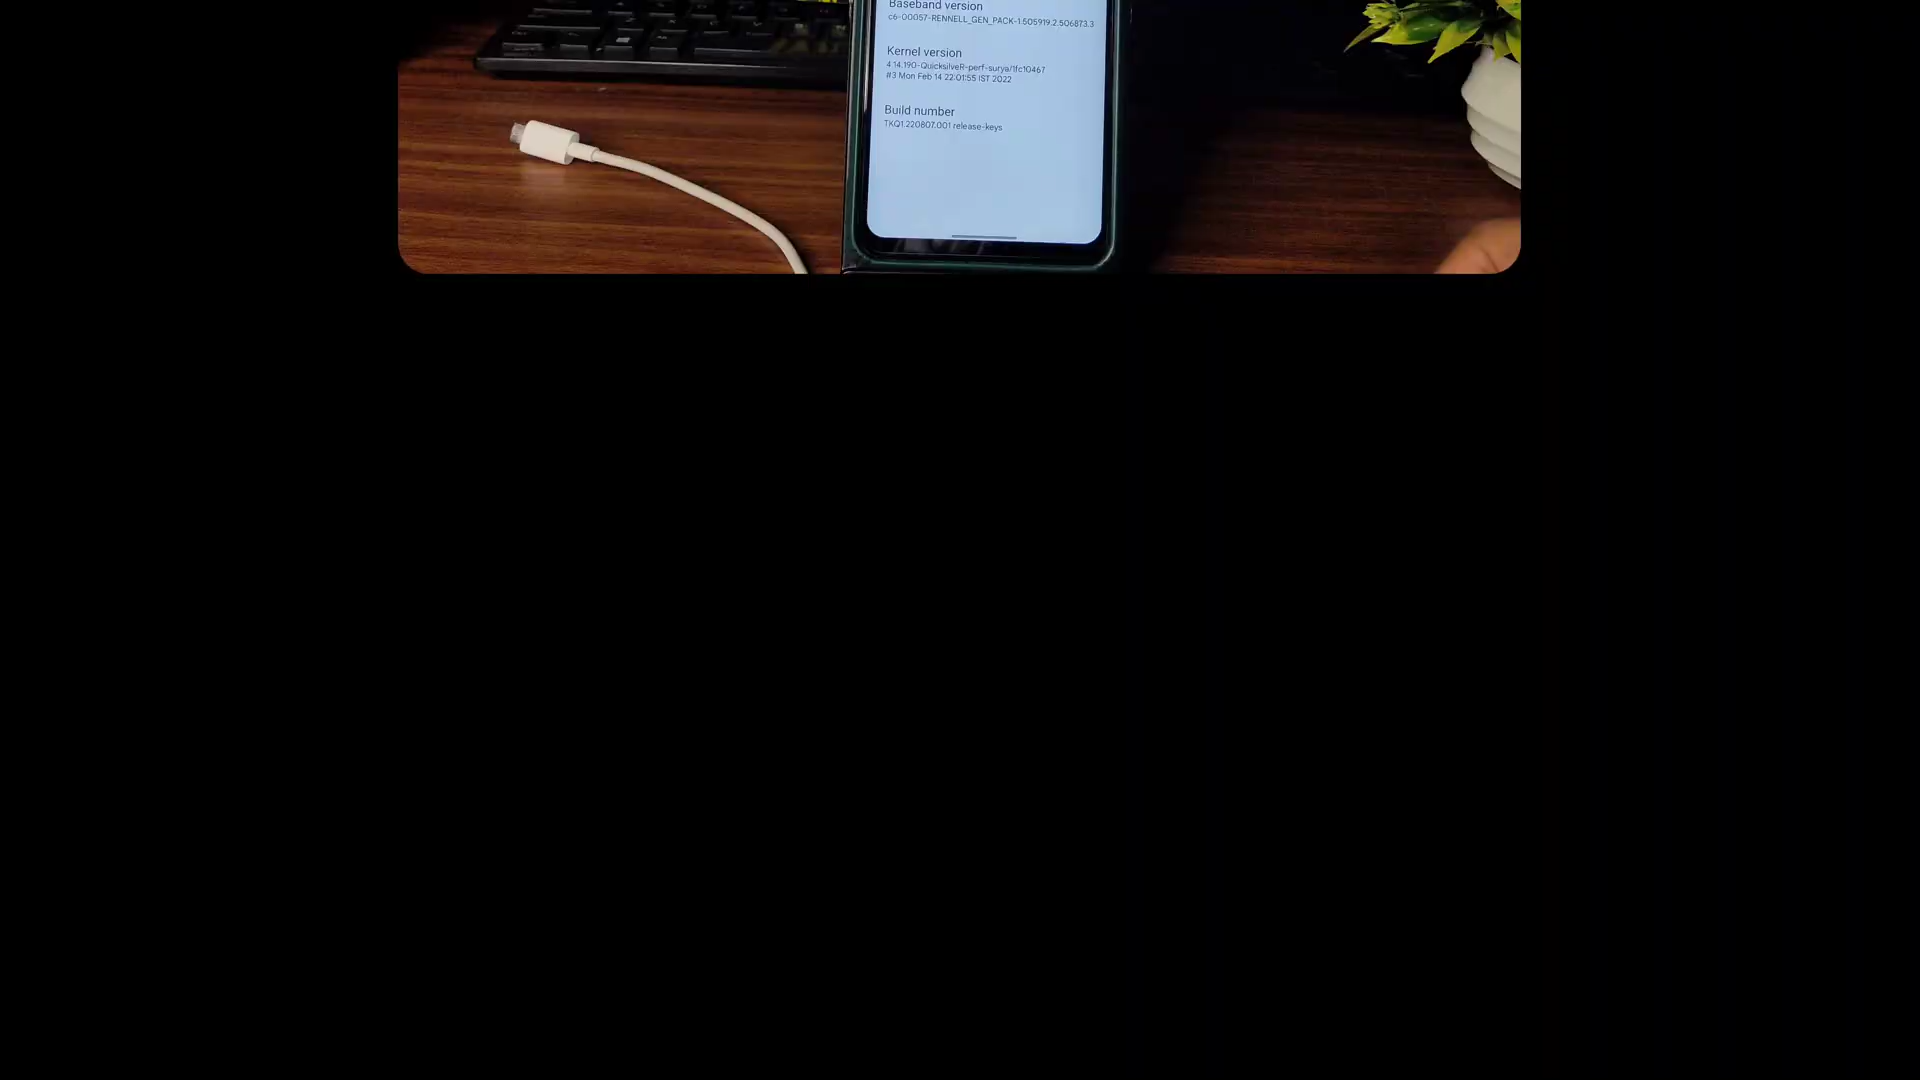 Baseband version
c6-00057-RENNELL_GEN_PACK-1.505919.2.506873.3
Kernel version
4.14.190-QuicksilveR-perf-surya/1fc10467
#3 Mon Feb 14 22:01:55 IST 2022
Build number
TKQ1.220807.001 release-keys